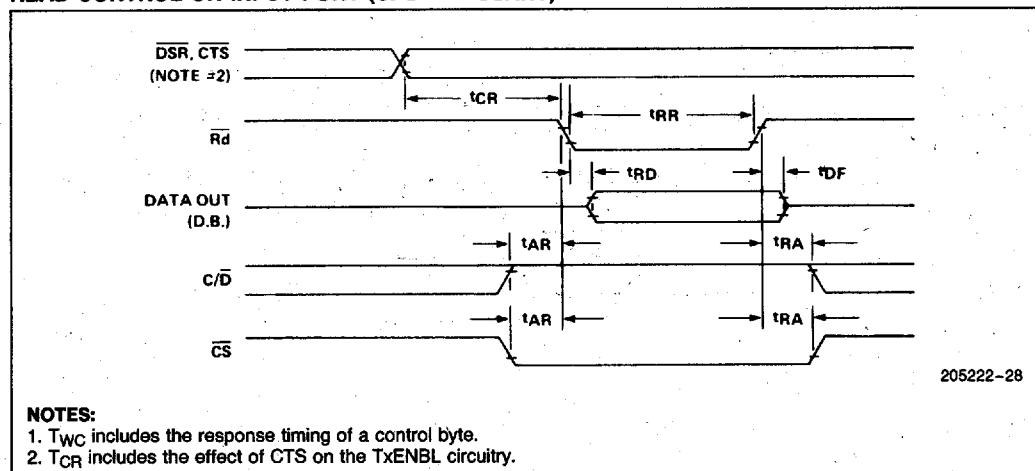 DSR, CTS
(NOTE #2)
tCR
tRR
Rd
tRD
tDF
DATA OUT
(D.B.)
tAR
tRA
C/D
tAR
tRA
CS
205222-28
NOTES:
1. TWC includes the response timing of a control byte.
2. TCR includes the effect of CTS on the TxENBL circuitry.